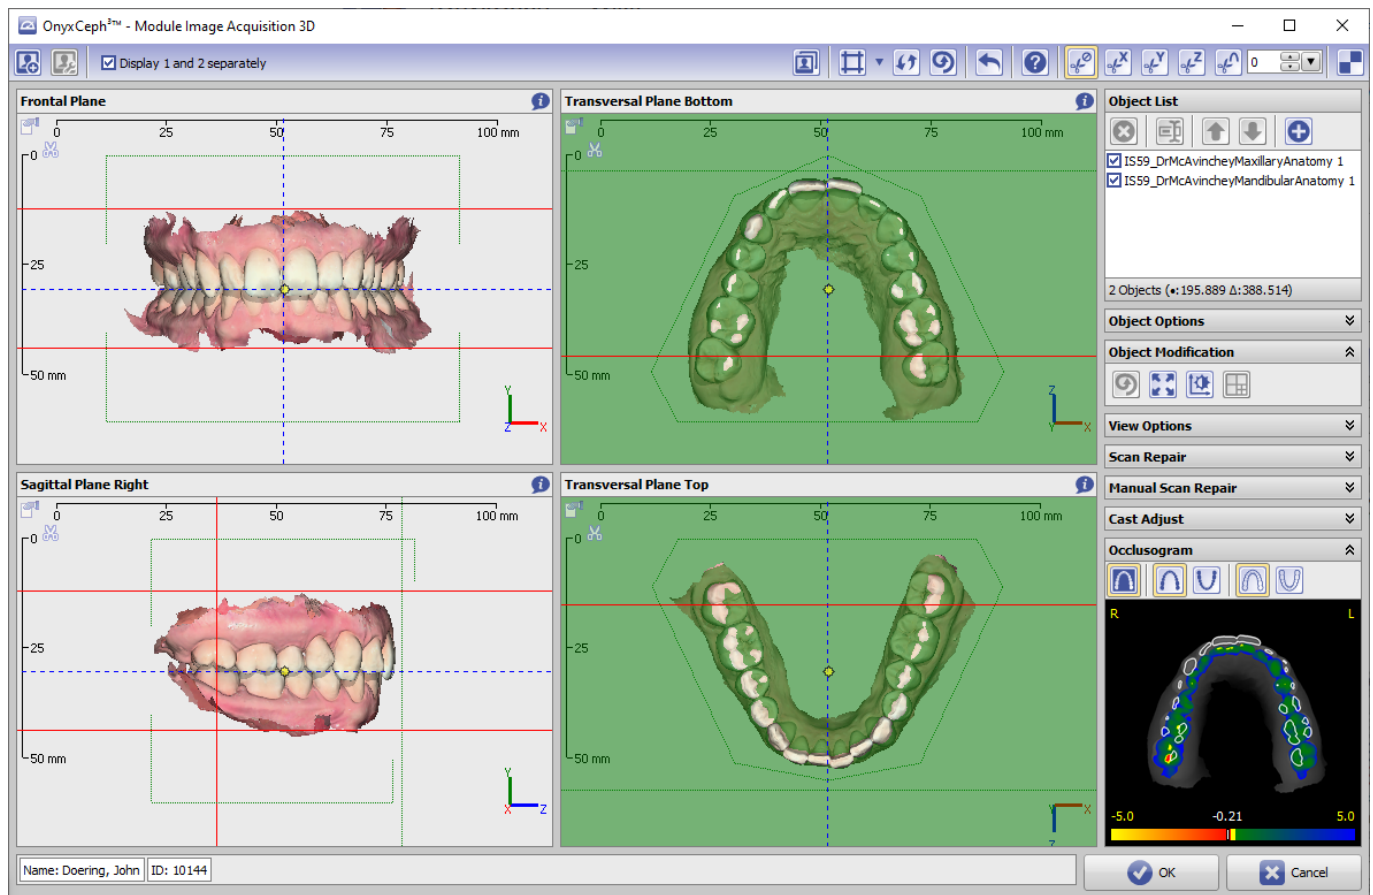 OnyxCeph³™ - Module Image Acquisition 3D
Display 1 and 2 separately
X
Y
Z
0
Frontal Plane
0 25 50 75 100 mm
0
25
50 mm
Y
Z X
Transversal Plane Bottom
0 25 50 75 100 mm
0
25
50 mm
Z
Y X
Sagittal Plane Right
0 25 50 75 100 mm
0
25
50 mm
Y
X Z
Transversal Plane Top
0 25 50 75 100 mm
0
25
50 mm
Y X
Z
Object List
IS59_DrMcAvincheyMaxillaryAnatomy 1
IS59_DrMcAvincheyMandibularAnatomy 1
2 Objects (•:195.889 Δ:388.514)
Object Options
Object Modification
View Options
Scan Repair
Manual Scan Repair
Cast Adjust
Occlusogram
R L
-5.0 -0.21 5.0
Name: Doering, John ID: 10144
OK Cancel